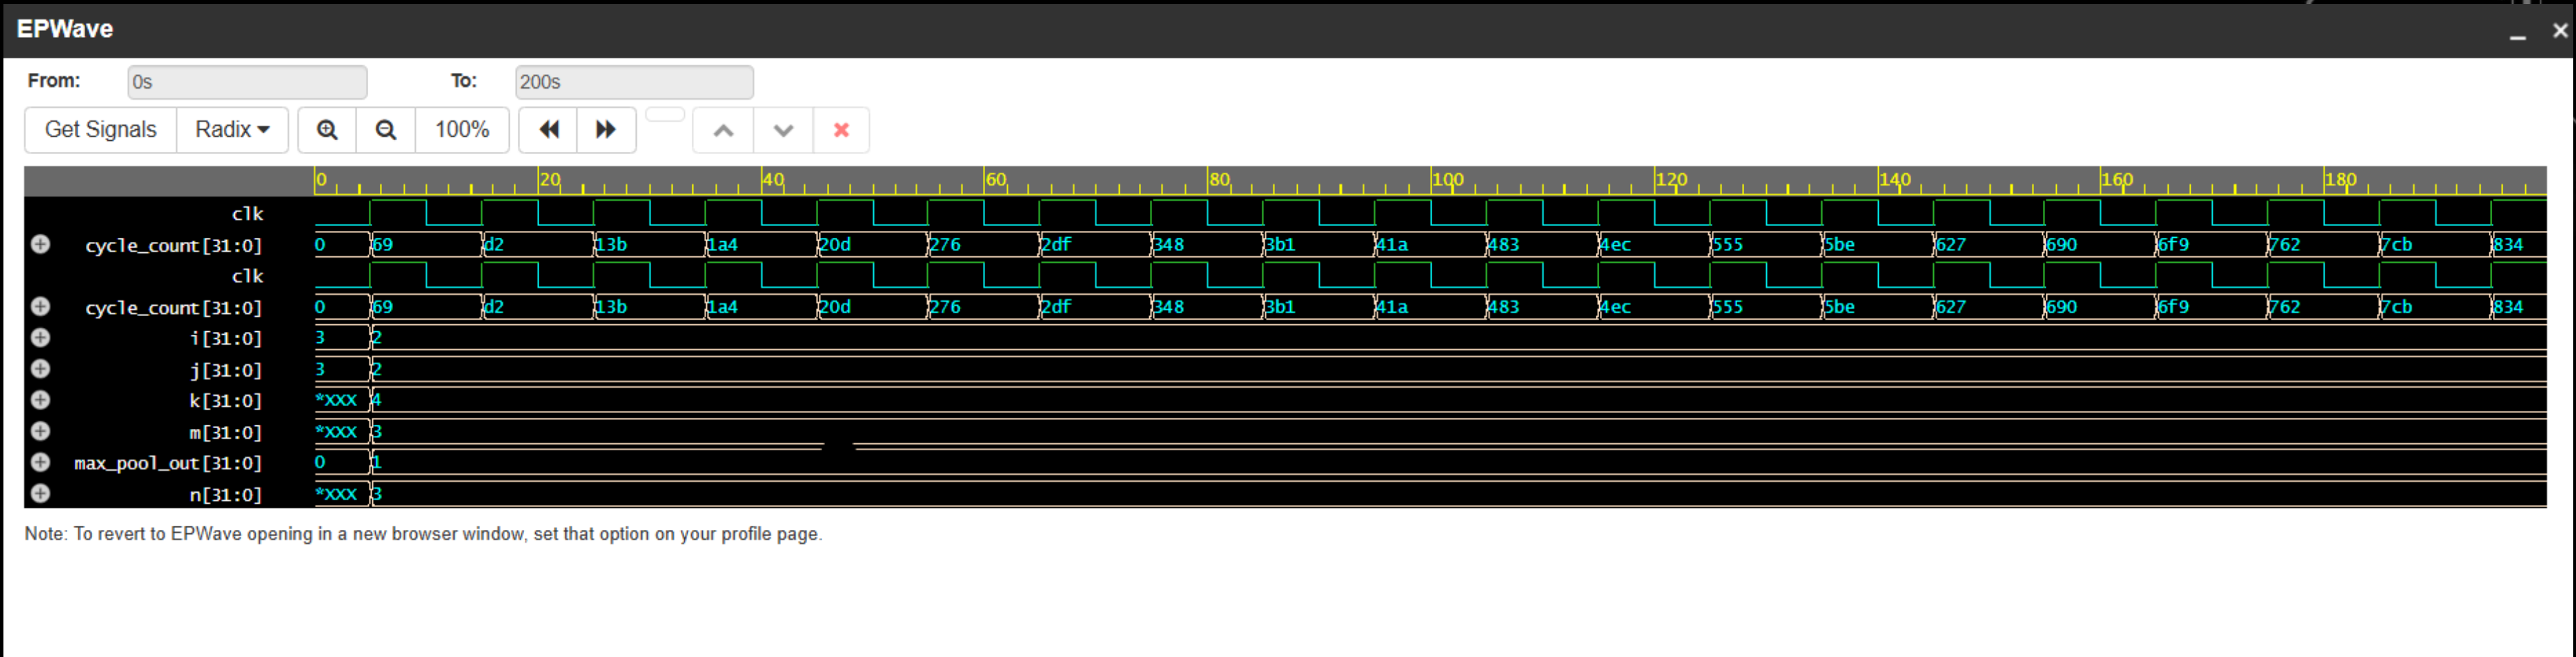 EPWave
From: 0s To: 200s
Get Signals Radix 100%
0 20 40 60 80 100 120 140 160 180
clk
cycle_count[31:0] 0 69 d2 13b 1a4 20d 276 2df 348 3b1 41a 483 4ec 555 5be 627 690 6f9 762 7cb 834
clk
cycle_count[31:0] 0 69 d2 13b 1a4 20d 276 2df 348 3b1 41a 483 4ec 555 5be 627 690 6f9 762 7cb 834
i[31:0] 3 2
j[31:0] 3 2
k[31:0] *XXX 4
m[31:0] *XXX 3
max_pool_out[31:0] 0 1
n[31:0] *XXX 3
Note: To revert to EPWave opening in a new browser window, set that option on your profile page.